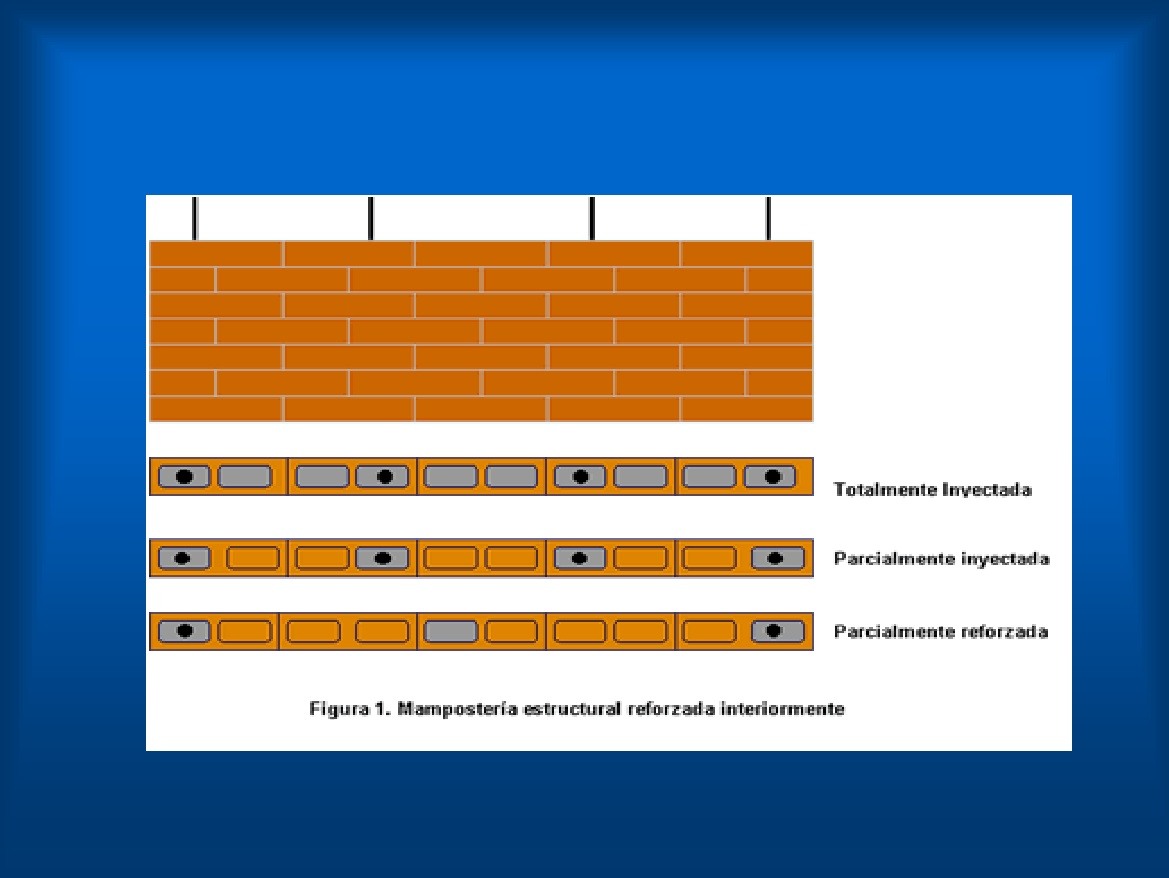 Totalmente Inyectada
Parcialmente inyectada
Parcialmente reforzada
Figura 1. Mampostería estructural reforzada interiormente